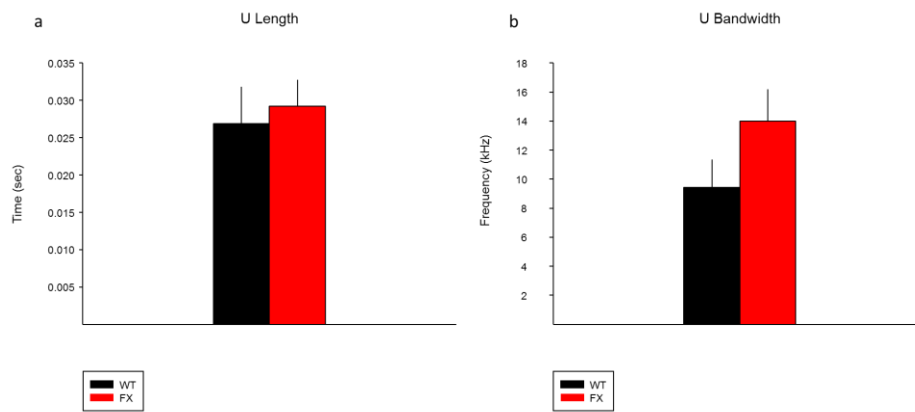 a
U Length
0.035
0.030
0.025
0.020
0.015
0.010
0.005
Time (sec)
WT
FX
b
U Bandwidth
18
16
14
12
10
8
6
4
2
Frequency (kHz)
WT
FX